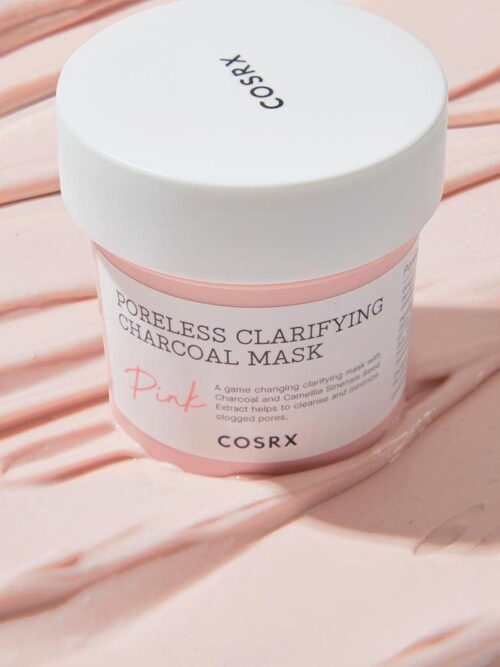 COSRX
PORELESS CLARIFYING
CHARCOAL MASK
Pink
A game changing clarifying mask with
Charcoal and Camellia Sinensis Seed
Extract helps to cleanse and minimize
clogged pores.
COSRX